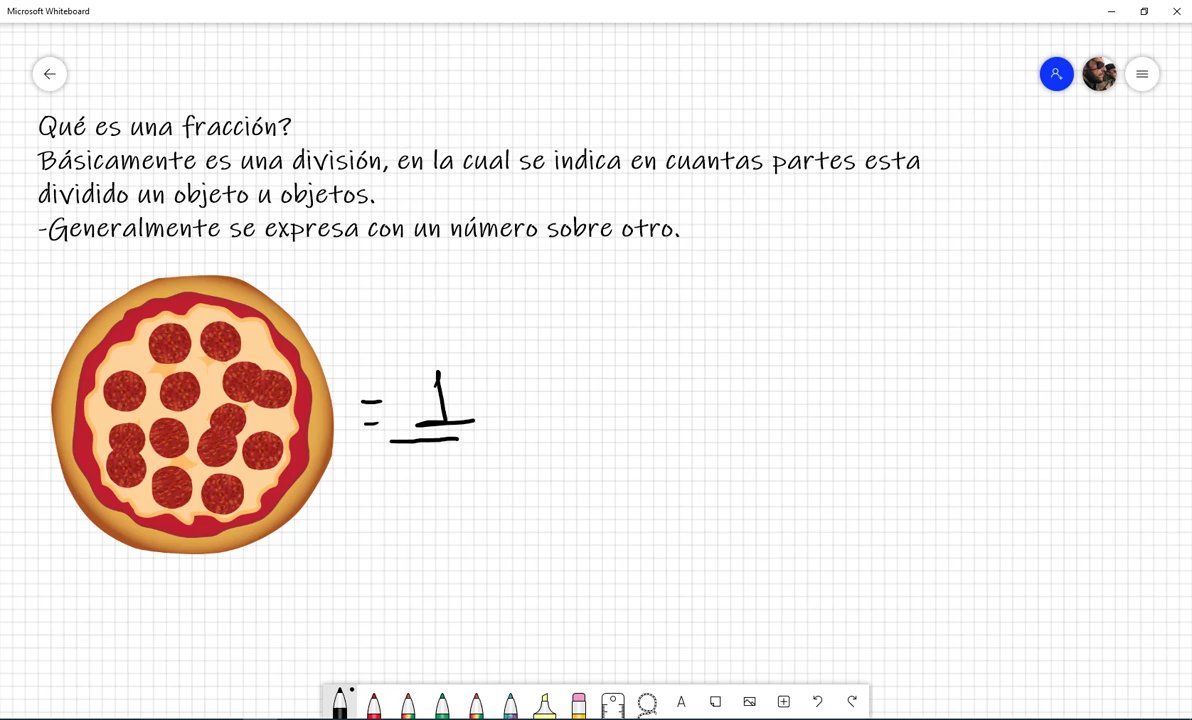 Microsoft Whiteboard
Qué es una fracción?
Básicamente es una división, en la cual se indica en cuantas partes esta
dividido un objeto u objetos.
-Generalmente se expresa con un número sobre otro.
= 1
A